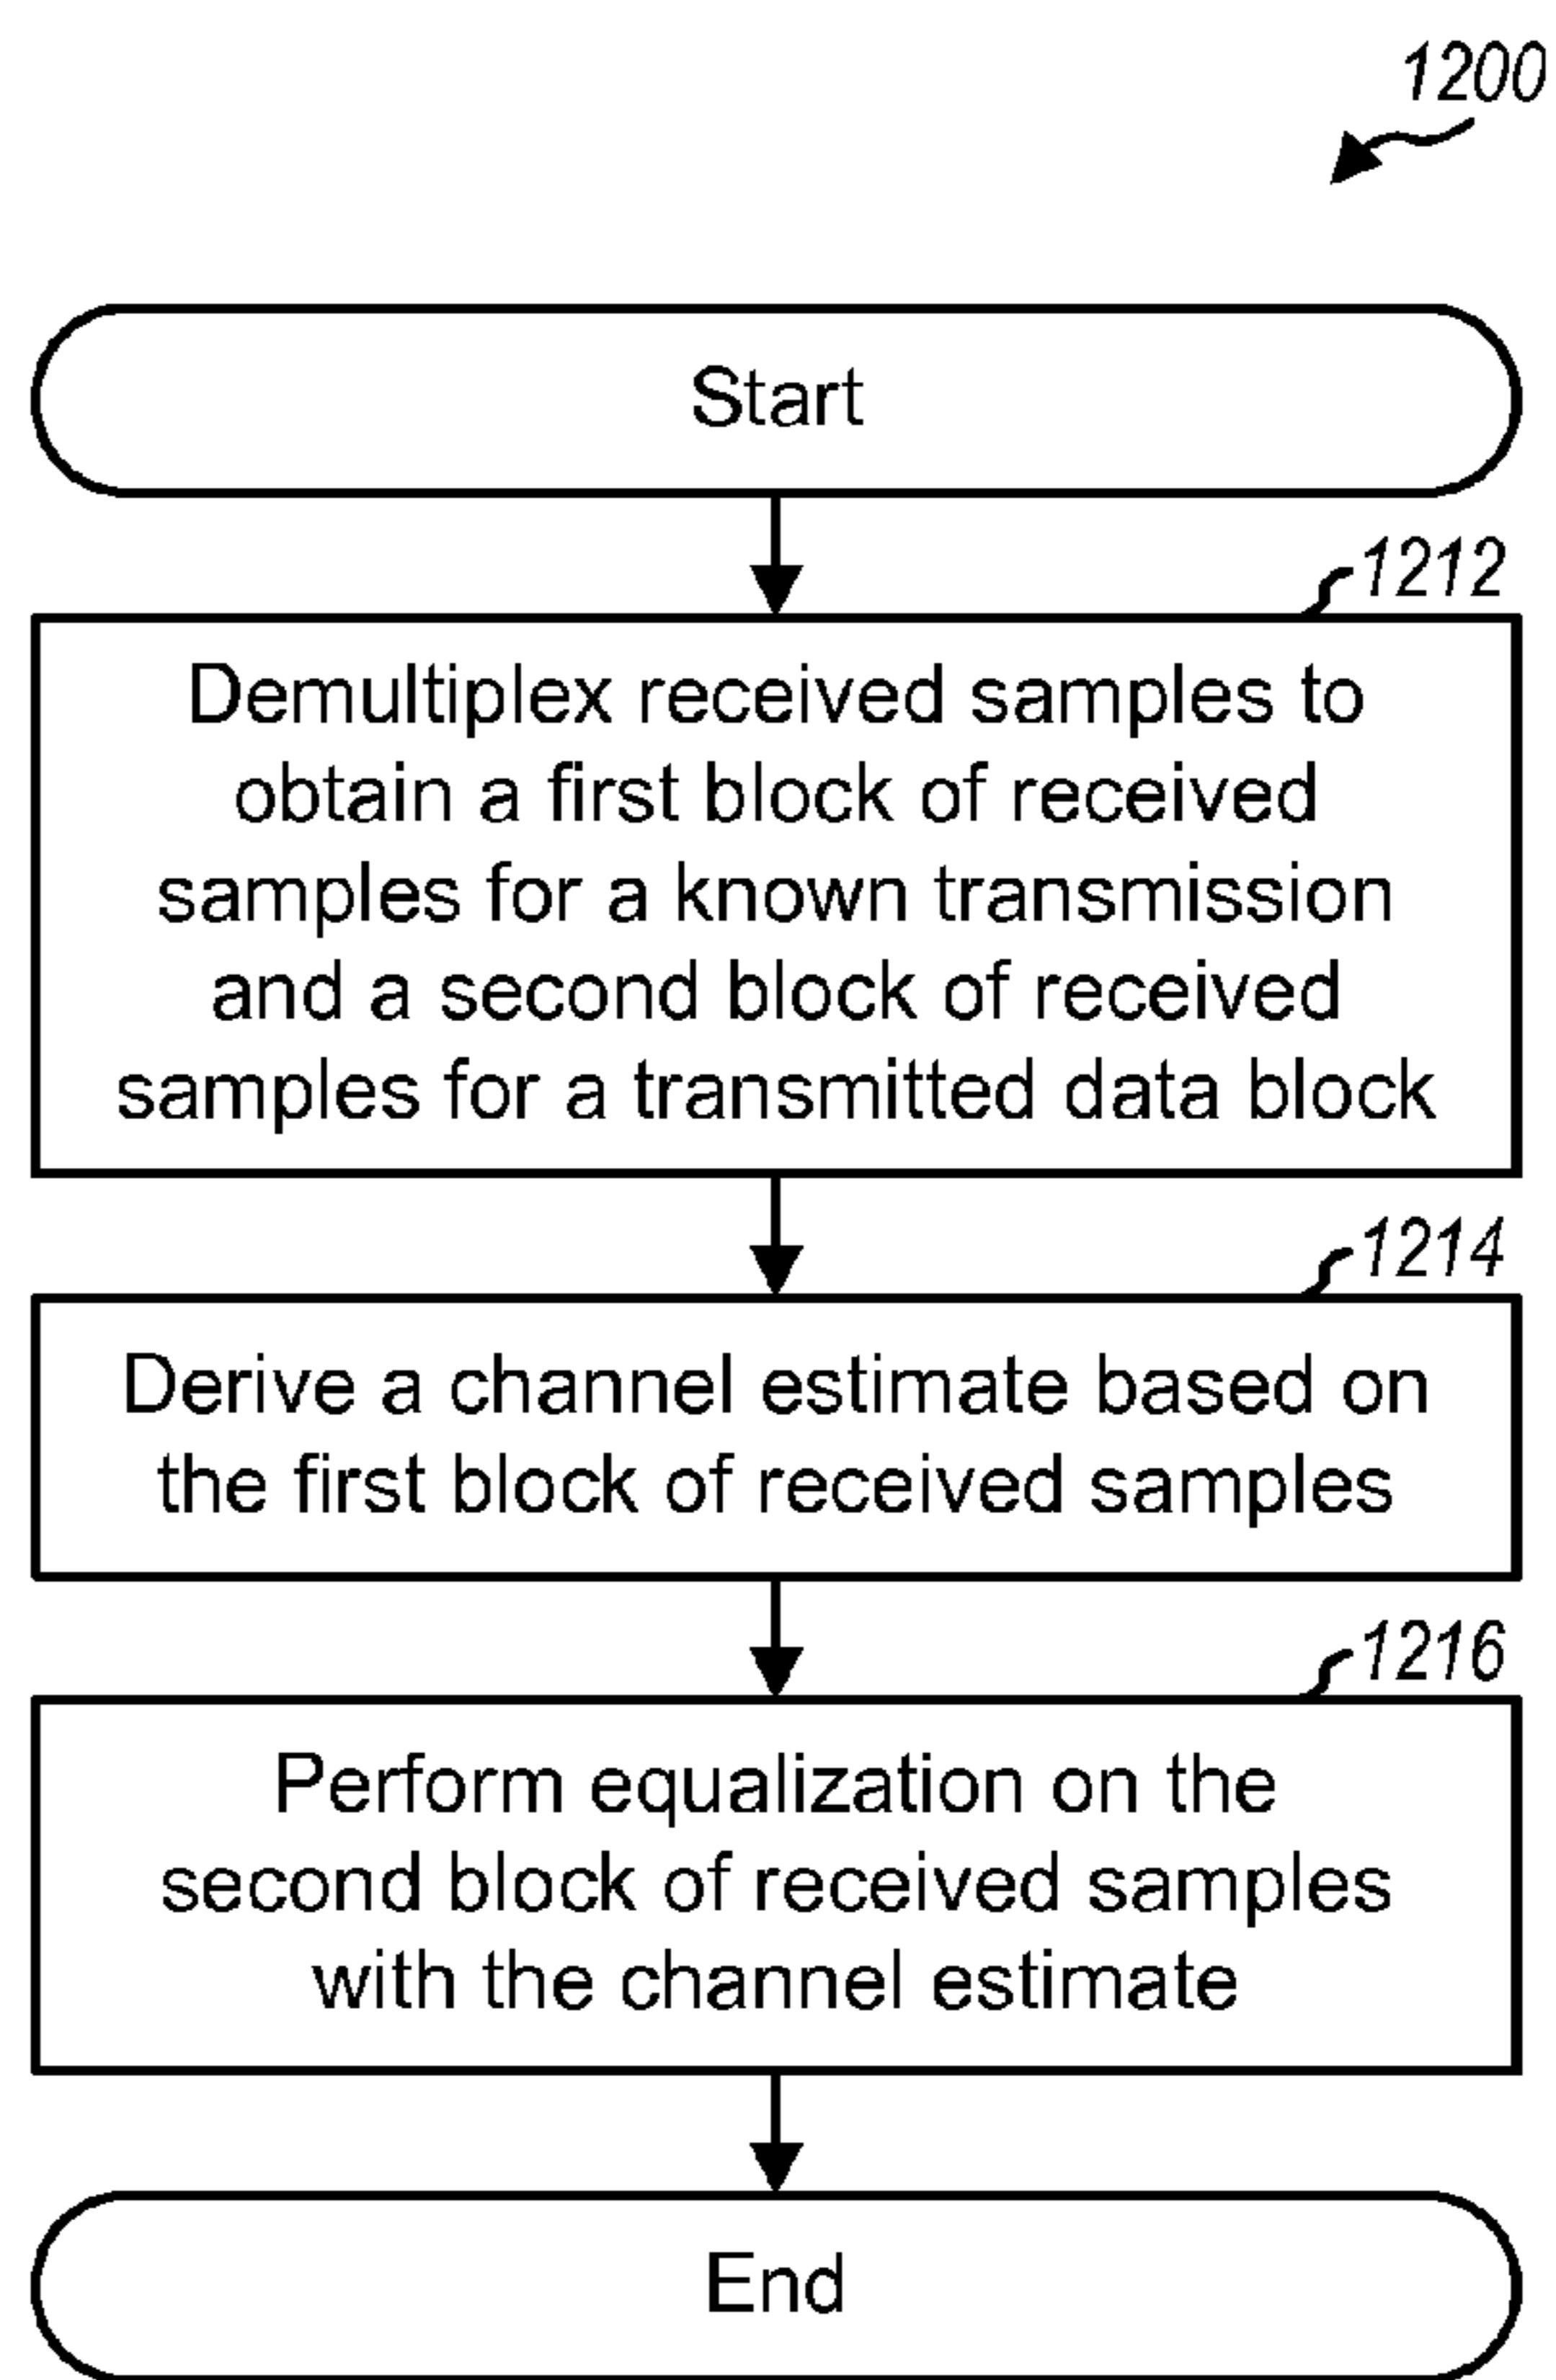 1200
Start
1212
Demultiplex received samples to
obtain a first block of received
samples for a known transmission
and a second block of received
samples for a transmitted data block
1214
Derive a channel estimate based on
the first block of received samples
1216
Perform equalization on the
second block of received samples
with the channel estimate
End